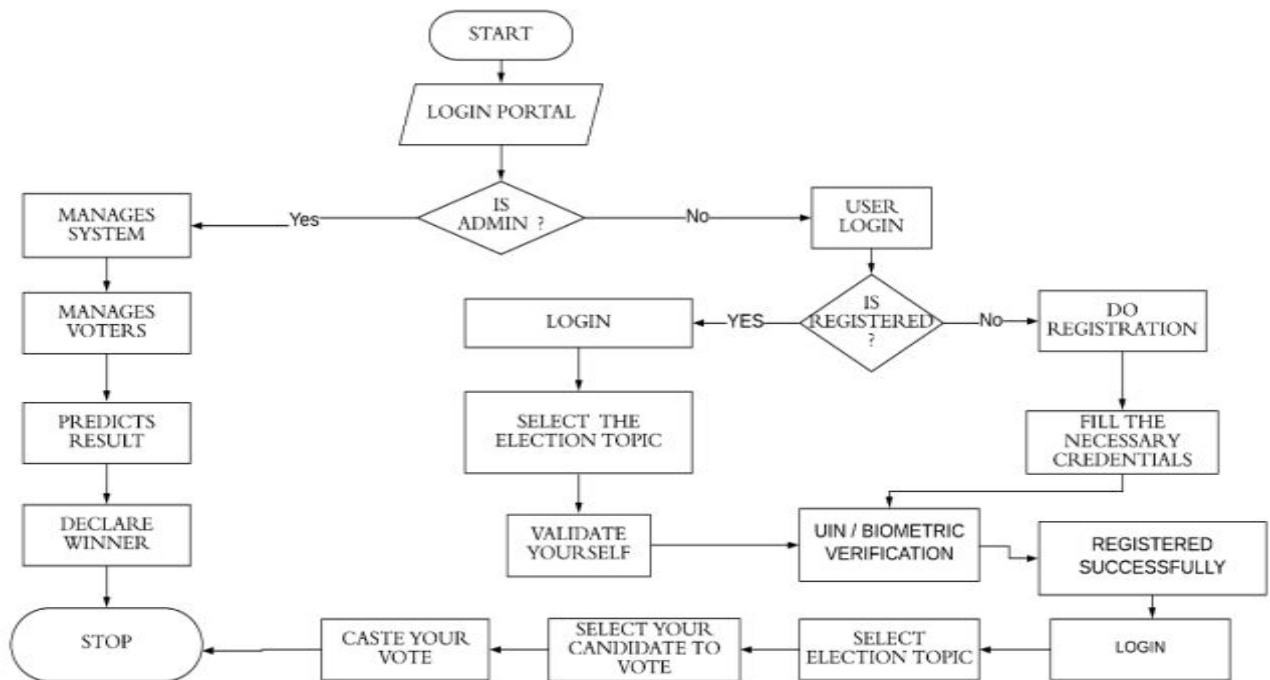 START
LOGIN PORTAL
IS
ADMIN ?
Yes
No
MANAGES
SYSTEM
USER
LOGIN
MANAGES
VOTERS
LOGIN
YES
IS
REGISTERED
?
No
DO
REGISTRATION
PREDICTS
RESULT
SELECT THE
ELECTION TOPIC
FILL THE
NECESSARY
CREDENTIALS
DECLARE
WINNER
VALIDATE
YOURSELF
UIN / BIOMETRIC
VERIFICATION
REGISTERED
SUCCESSFULLY
STOP
CASTE YOUR
VOTE
SELECT YOUR
CANDIDATE TO
VOTE
SELECT
ELECTION TOPIC
LOGIN